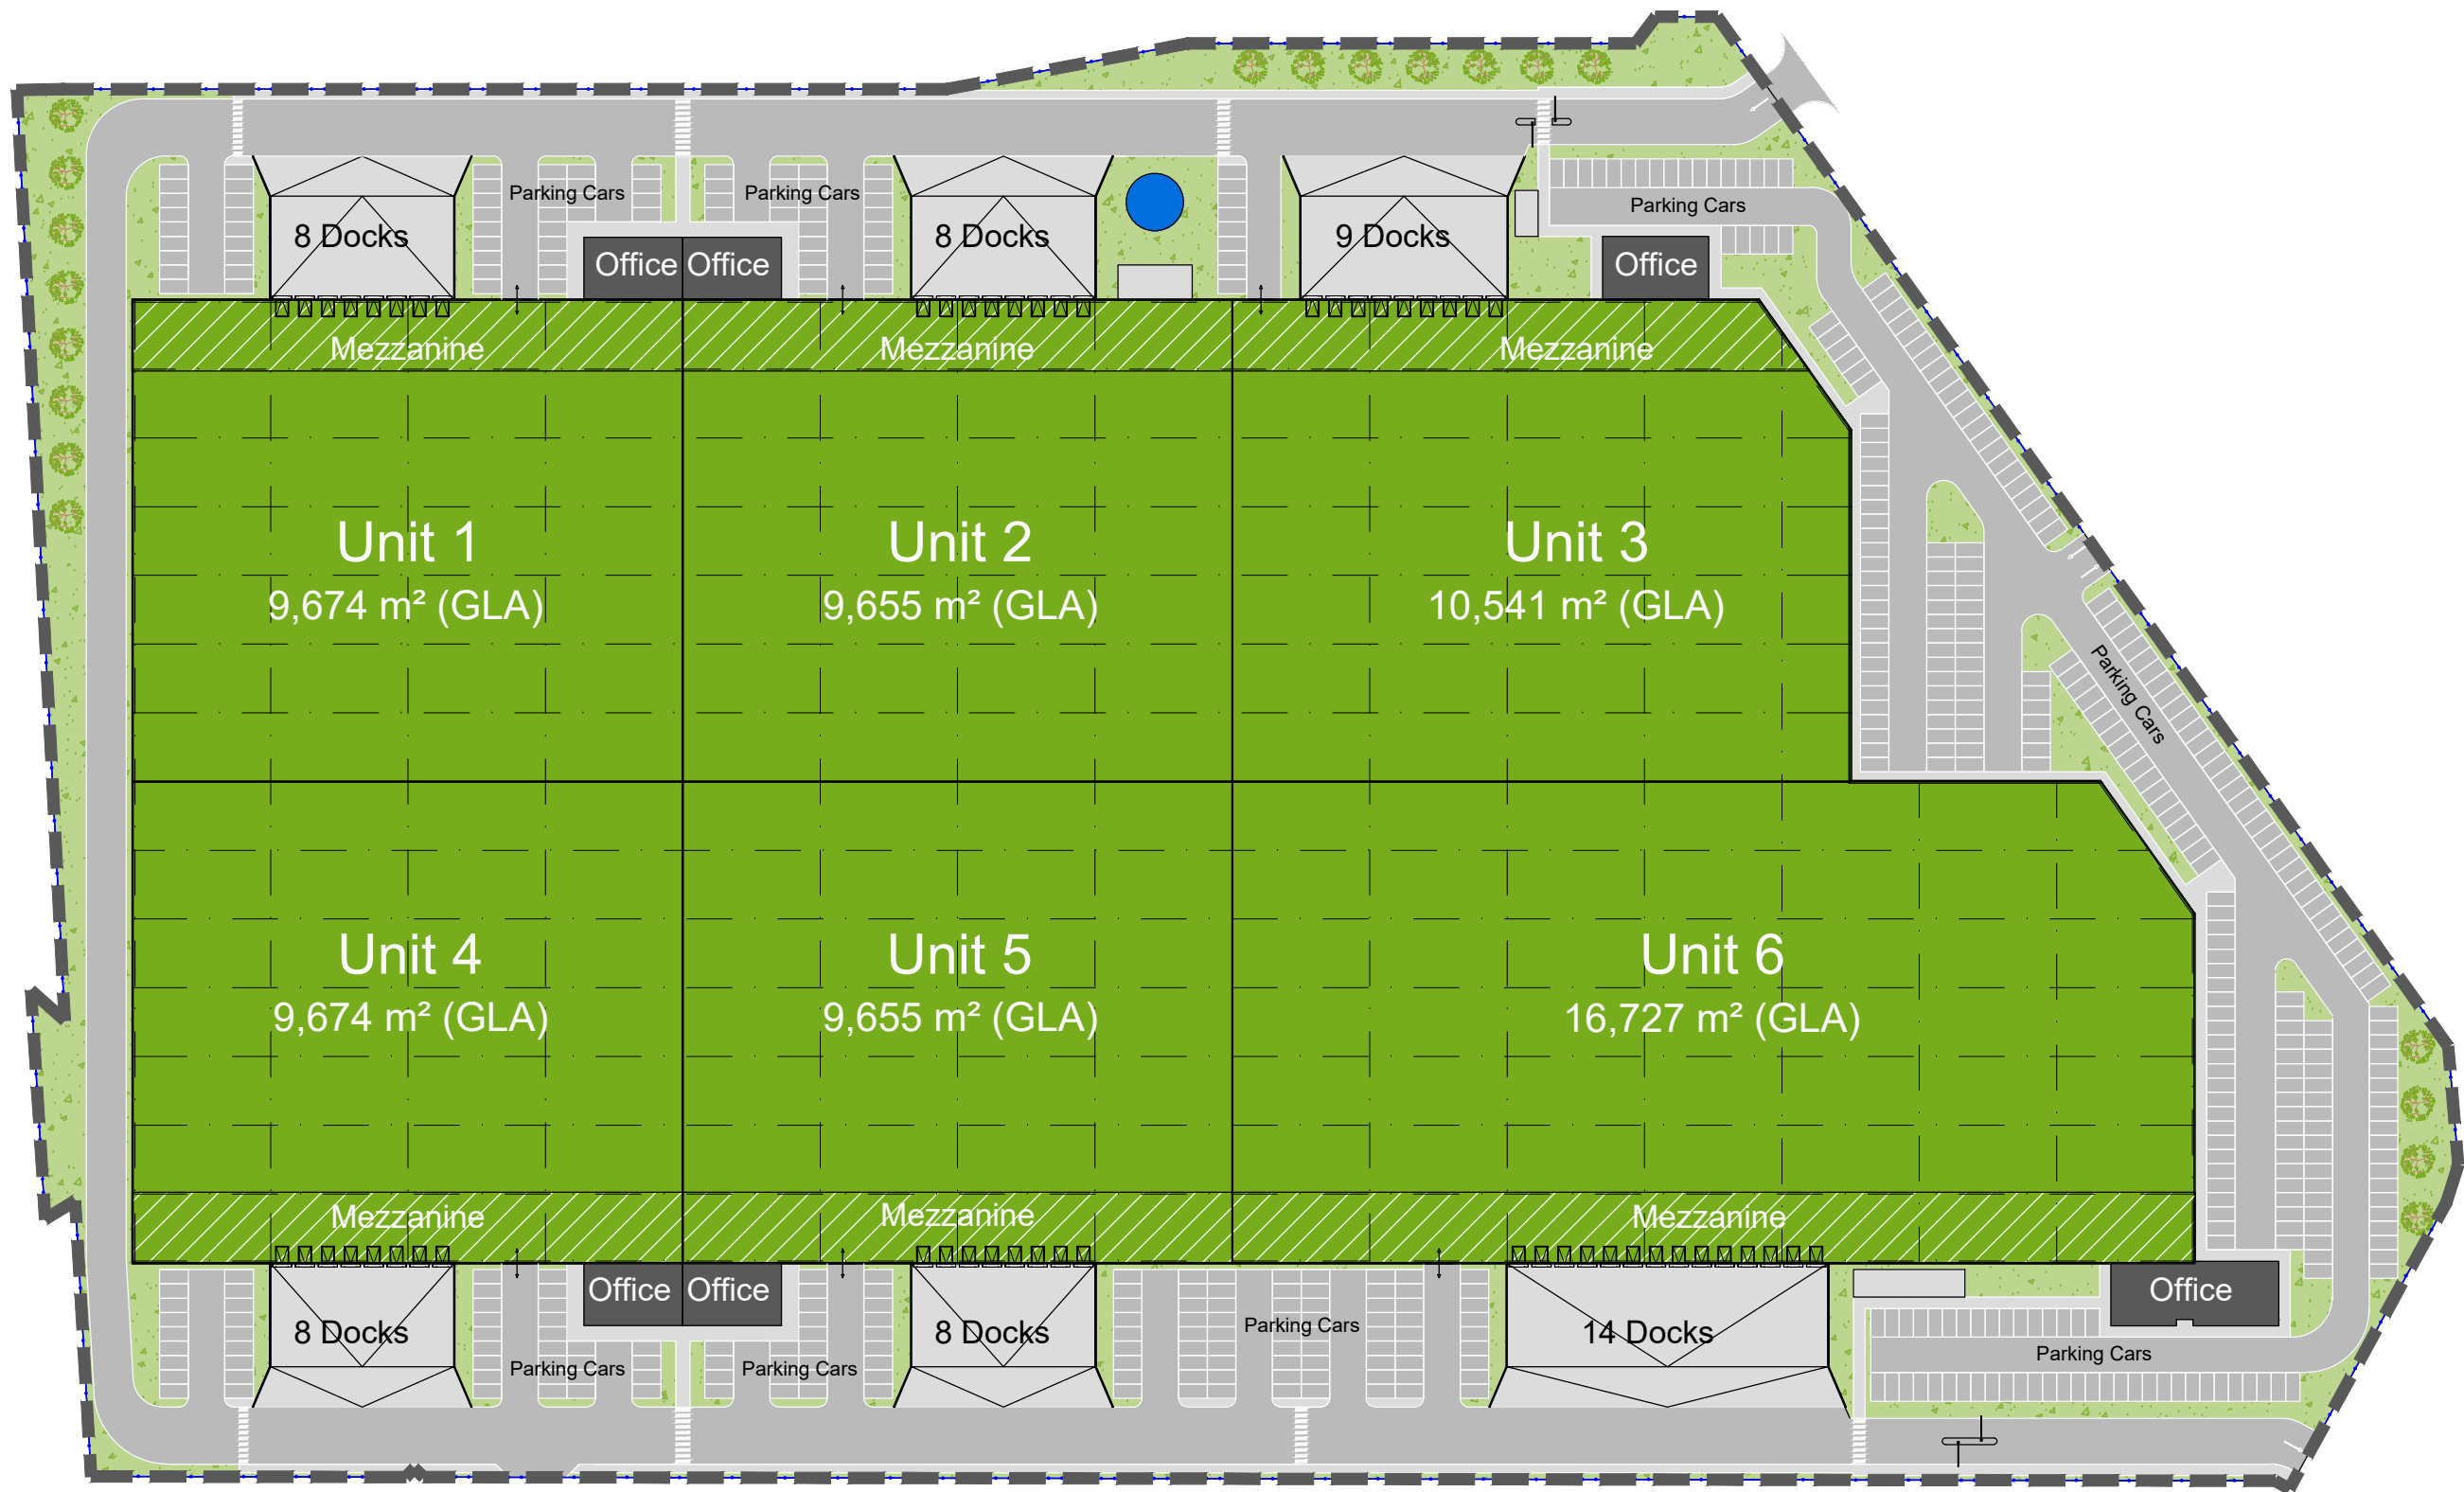 Parking Cars
Parking Cars
Parking Cars
8 Docks
8 Docks
9 Docks
Office
Office
Office
Mezzanine
Mezzanine
Mezzanine
Unit 1
9,674 m² (GLA)
Unit 2
9,655 m² (GLA)
Unit 3
10,541 m² (GLA)
Parking Cars
Unit 4
9,674 m² (GLA)
Unit 5
9,655 m² (GLA)
Unit 6
16,727 m² (GLA)
Mezzanine
Mezzanine
Mezzanine
Office
Office
Office
8 Docks
8 Docks
Parking Cars
14 Docks
Parking Cars
Parking Cars
Parking Cars